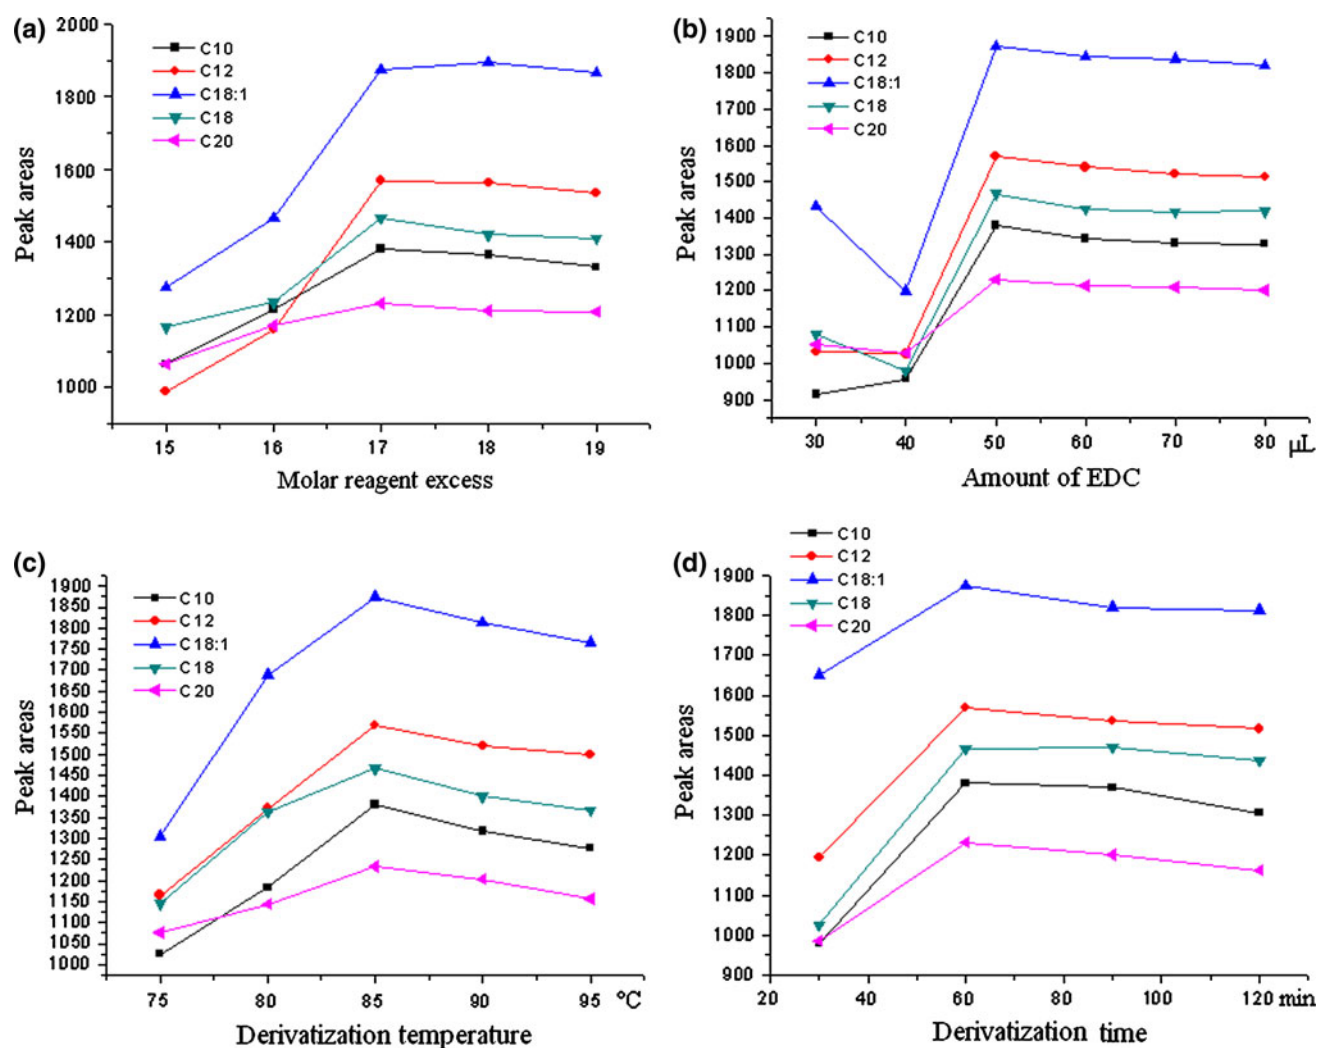 (a)
C10
C12
C18:1
C18
C20
2000
1800
1600
1400
1200
1000
Peak areas
15 16 17 18 19
Molar reagent excess
(b)
C10
C12
C18:1
C18
C20
1900
1800
1700
1600
1500
1400
1300
1200
1100
1000
900
Peak areas
30 40 50 60 70 80 µL
Amount of EDC
(c)
C10
C12
C18:1
C18
C20
1900
1850
1800
1750
1700
1650
1600
1550
1500
1450
1400
1350
1300
1250
1200
1150
1100
1050
1000
Peak areas
75 80 85 90 95 °C
Derivatization temperature
(d)
C10
C12
C18:1
C18
C20
1900
1800
1700
1600
1500
1400
1300
1200
1100
1000
900
Peak areas
20 40 60 80 100 120 min
Derivatization time